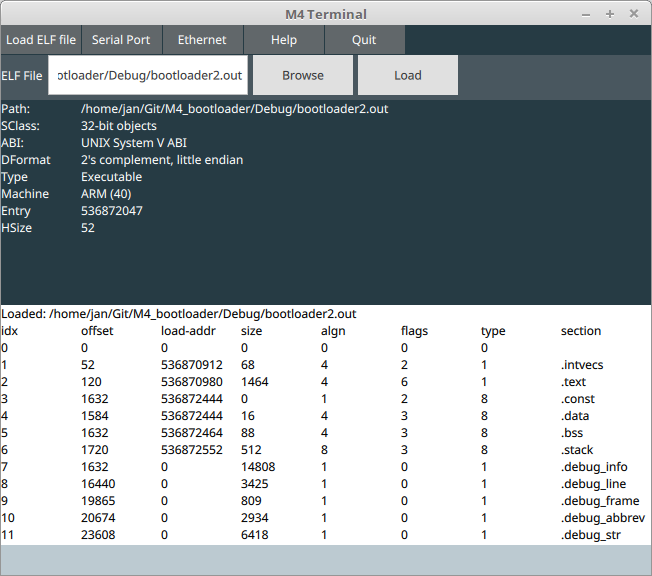 M4 Terminal
Load ELF file Serial Port Ethernet Help Quit
ELF File otloader/Debug/bootloader2.out Browse Load
Path: /home/jan/Git/M4_bootloader/Debug/bootloader2.out
SClass: 32-bit objects
ABI: UNIX System V ABI
DFormat 2's complement, little endian
Type Executable
Machine ARM (40)
Entry 536872047
HSize 52
Loaded: /home/jan/Git/M4_bootloader/Debug/bootloader2.out
idx offset load-addr size algn flags type section
0 0 0 0 0 0 0
1 52 536870912 68 4 2 1 .intvecs
2 120 536870980 1464 4 6 1 .text
3 1632 536872444 0 1 2 8 .const
4 1584 536872444 16 4 3 8 .data
5 1632 536872464 88 4 3 8 .bss
6 1720 536872552 512 8 3 8 .stack
7 1632 0 14808 1 0 1 .debug_info
8 16440 0 3425 1 0 1 .debug_line
9 19865 0 809 1 0 1 .debug_frame
10 20674 0 2934 1 0 1 .debug_abbrev
11 23608 0 6418 1 0 1 .debug_str